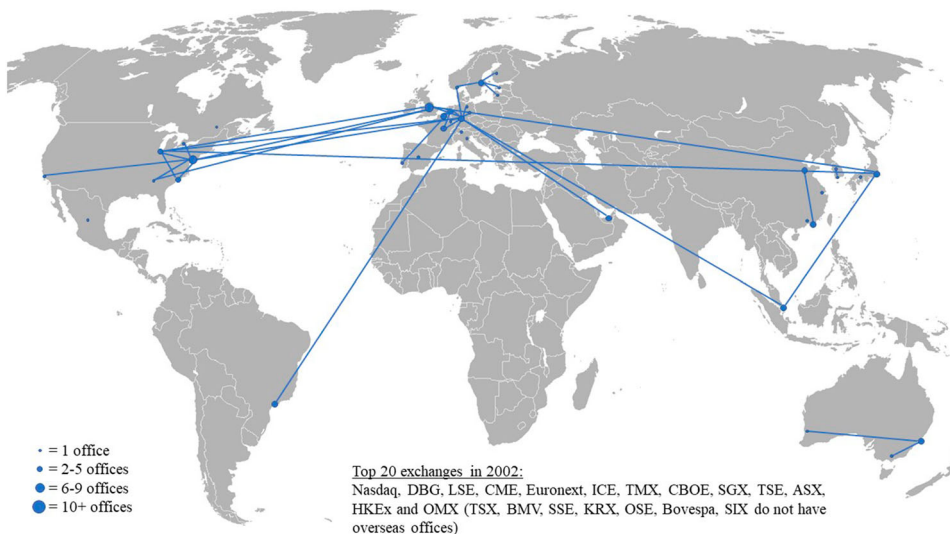 = 1 office
= 2-5 offices
= 6-9 offices
= 10+ offices
Top 20 exchanges in 2002:
Nasdaq, DBG, LSE, CME, Euronext, ICE, TMX, CBOE, SGX, TSE, ASX,
HKEx and OMX (TSX, BMV, SSE, KRX, OSE, Bovespa, SIX do not have
overseas offices)